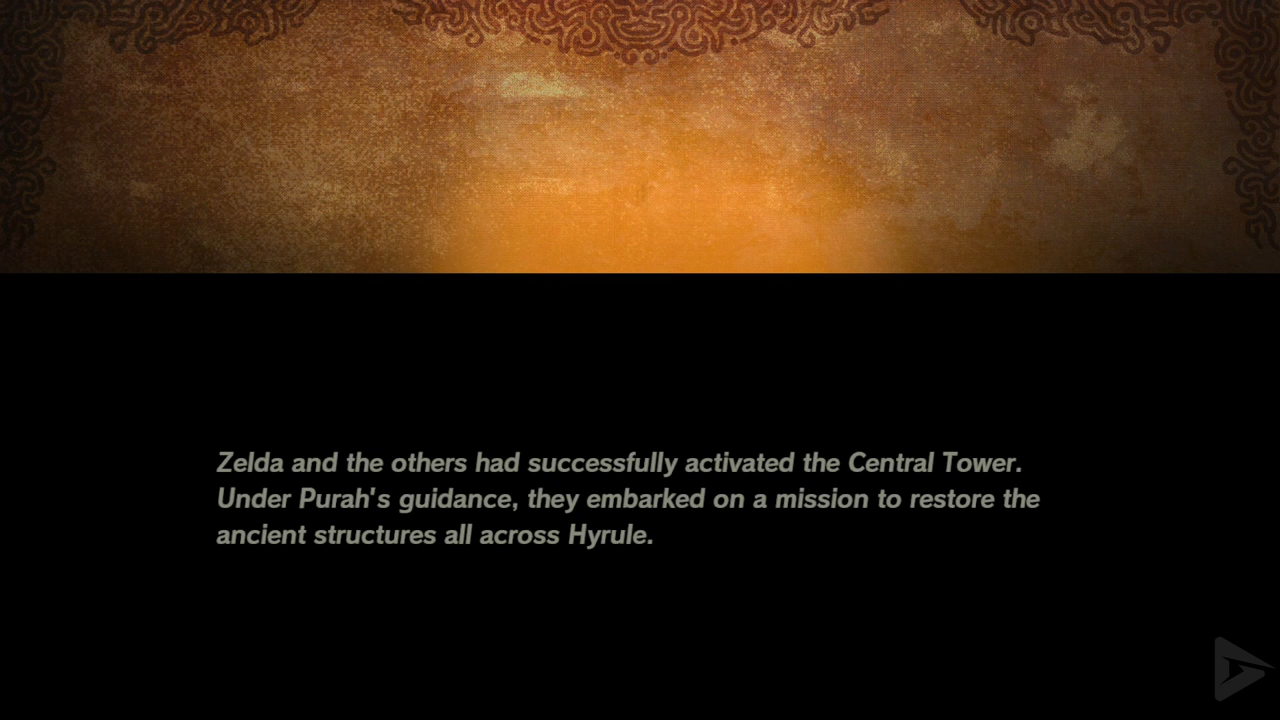 Zelda and the others had successfully activated the Central Tower.
Under Purah's guidance, they embarked on a mission to restore the
ancient structures all across Hyrule.